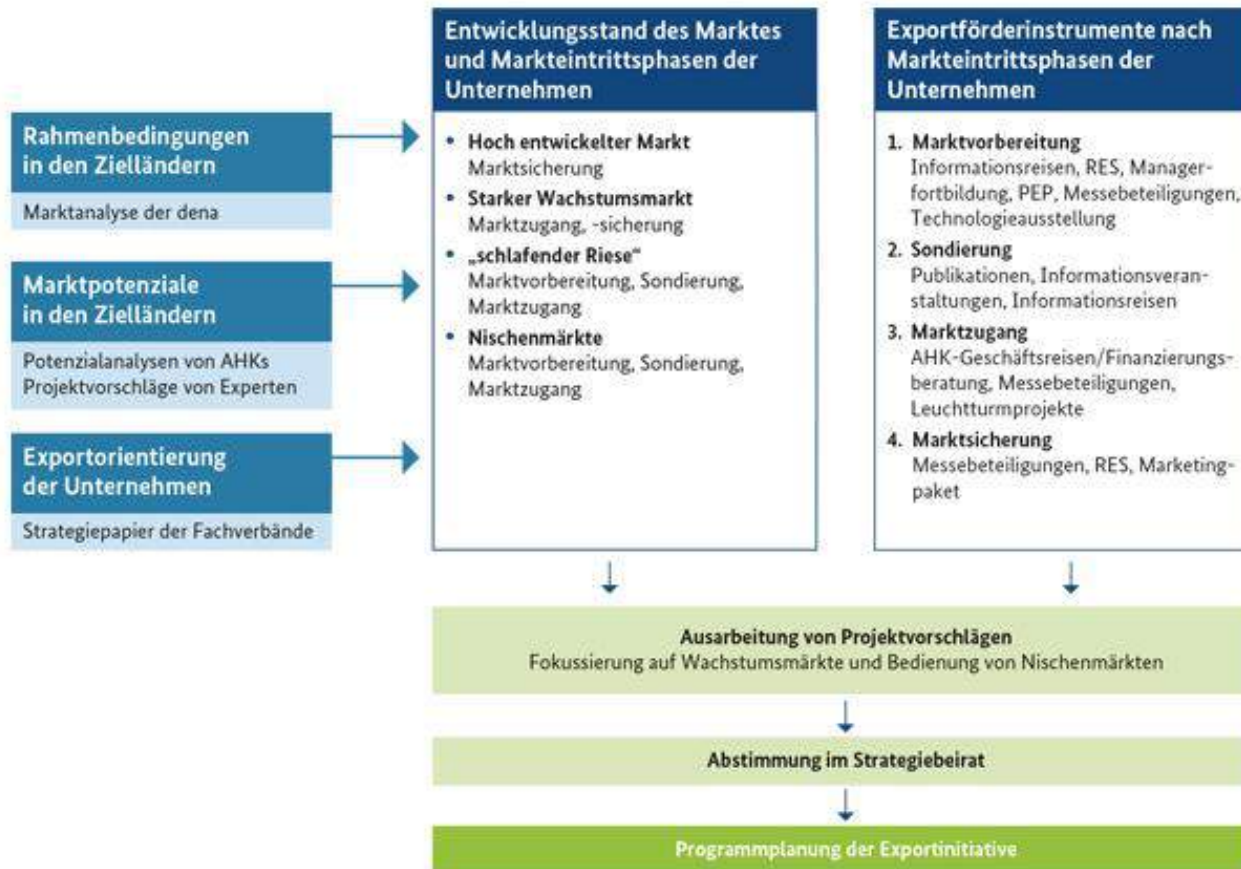 Rahmenbedingungen
in den Zielländern
Marktanalyse der dena
Marktpotenziale
in den Zielländern
Potenzialanalysen von AHKs
Projektvorschläge von Experten
Exportorientierung
der Unternehmen
Strategiepapier der Fachverbände
Entwicklungsstand des Marktes
und Markteintrittsphasen der
Unternehmen
• Hoch entwickelter Markt
Marktsicherung
• Starker Wachstumsmarkt
Marktzugang, -sicherung
• „schlafender Riese“
Marktvorbereitung, Sondierung,
Marktzugang
• Nischenmärkte
Marktvorbereitung, Sondierung,
Marktzugang
Exportförderinstrumente nach
Markteintrittsphasen der
Unternehmen
1. Marktvorbereitung
Informationsreisen, RES, Manager-
fortbildung, PEP, Messebeteiligungen,
Technologieausstellung
2. Sondierung
Publikationen, Informationsveran-
staltungen, Informationsreisen
3. Marktzugang
AHK-Geschäftsreisen/Finanzierungs-
beratung, Messebeteiligungen,
Leuchtturmprojekte
4. Marktsicherung
Messebeteiligungen, RES, Marketing-
paket
Ausarbeitung von Projektvorschlägen
Fokussierung auf Wachstumsmärkte und Bedienung von Nischenmärkten
Abstimmung im Strategiebeirat
Programmplanung der Exportinitiative